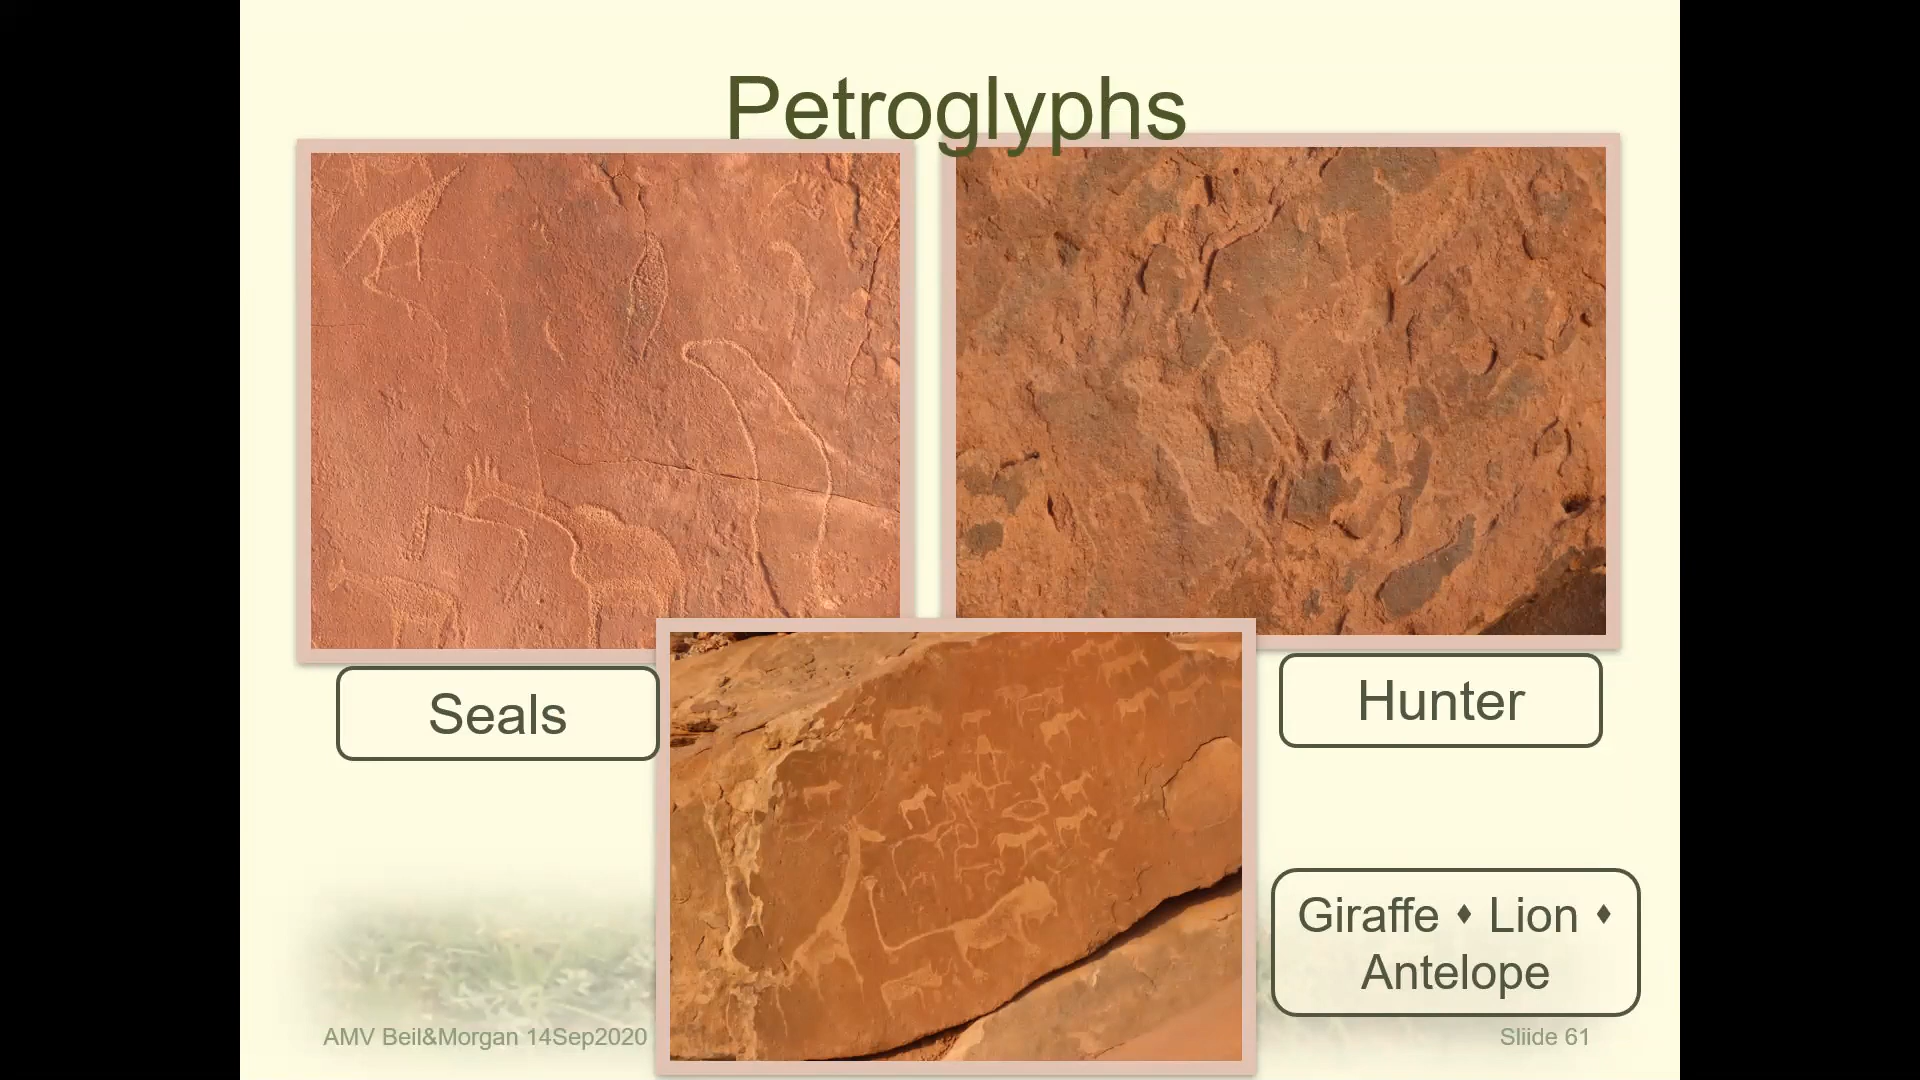 Petroglyphs
Seals
Hunter
Giraffe ♦ Lion ♦
Antelope
AMV Beil&Morgan 14Sep2020
Sliide 61